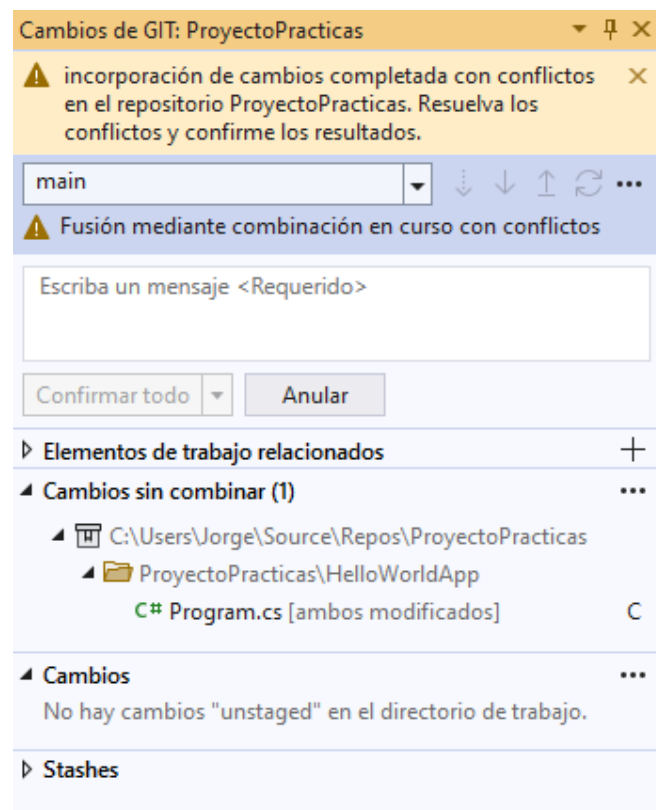 Cambios de GIT: ProyectoPracticas
incorporación de cambios completada con conflictos
en el repositorio ProyectoPracticas. Resuelva los
conflictos y confirme los resultados.
main
Fusión mediante combinación en curso con conflictos
Escriba un mensaje <Requerido>
Confirmar todo Anular
Elementos de trabajo relacionados
Cambios sin combinar (1)
C:\Users\Jorge\Source\Repos\ProyectoPracticas
ProyectoPracticas\HelloWorldApp
C# Program.cs [ambos modificados] C
Cambios
No hay cambios "unstaged" en el directorio de trabajo.
Stashes